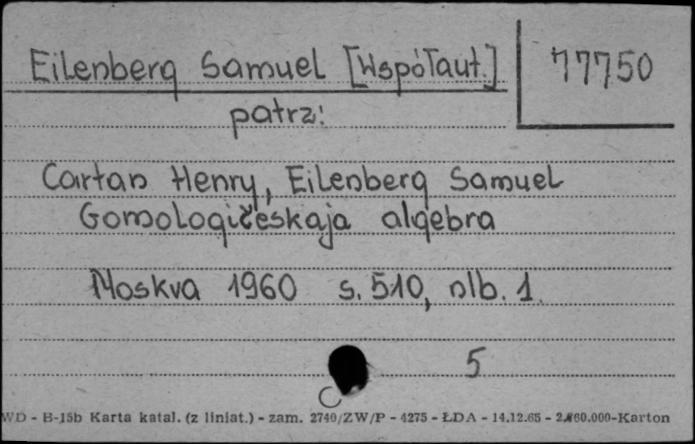 Eilenberg Samuel [Współaut.] 77750
patrz:
Cartan Henry, Eilenberg Samuel
Gomologičeskaja algebra
Moskva 1960 s. 510, nlb. 1.
5
WD - B-15b Karta katal. (z liniat.) - zam. 2740/ZW/P - 4275 - ŁDA - 14.12.65 - 2.860.000-Karton